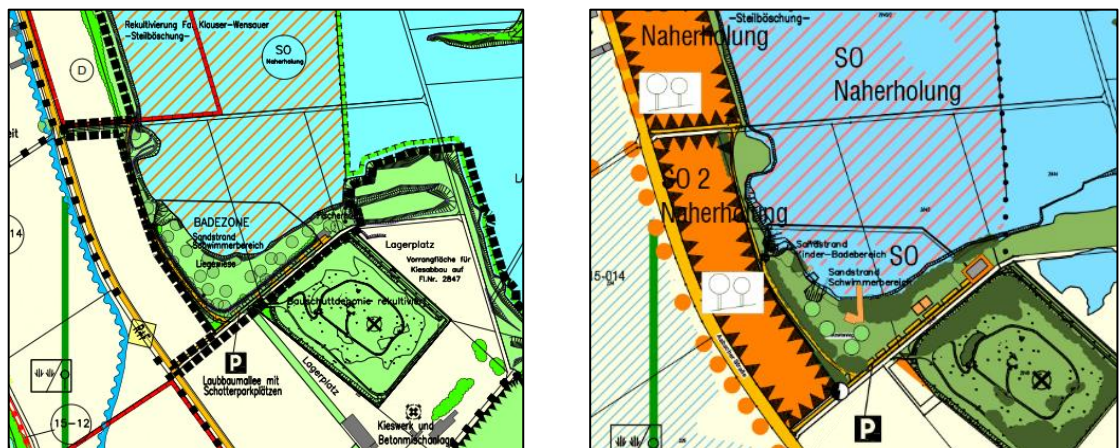 Rekultivierung Fa. Klauser-Wensauer
-Steilböschung-
SO
Naherholung
D
BADEZONE
Sandstrand
Schwimmerbereich
Liegewiese
Lagerplatz
Vorrangfläche für
Kiesabbau auf
Fl.Nr. 2847
Bauschuttdeponie rekultiviert
P
Laubbaumallee mit
Schotterparkplätzen
Lagerplatz
15-12
Kieswerk und
Betonmischanlage
-Steilböschung-
Naherholung
SO
Naherholung
SO 2
Naherholung
Sandstrand
Kinder-Badebereich
SO
Sandstrand
Schwimmerbereich
15-014
P